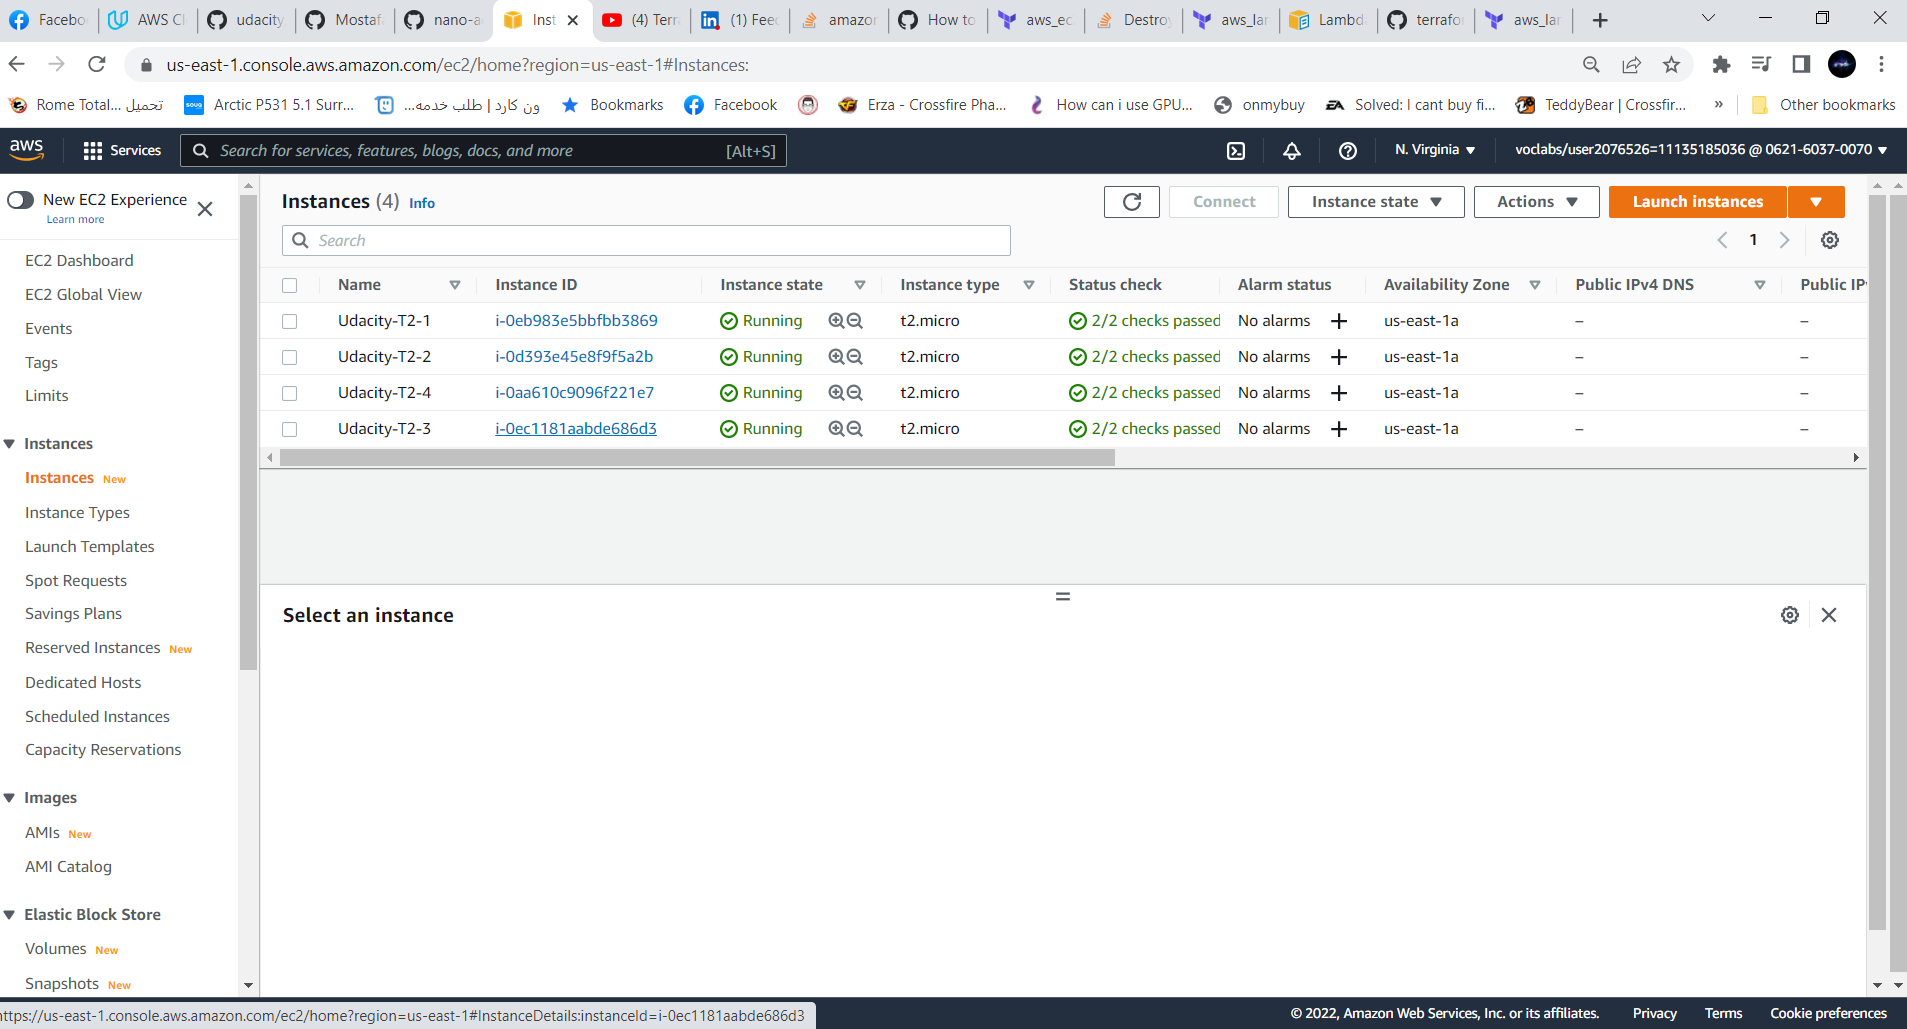 Facebo
AWS Cl
udacity
Mostaf
nano-a
Inst
(4) Terr
(1) Feed
amazor
How to
aws_ec
Destroy
aws_lar
Lambd
terrafor
aws_lar
us-east-1.console.aws.amazon.com/ec2/home?region=us-east-1#Instances:
Rome Total... تحميل
Arctic P531 5.1 Surr...
ون كارد | طلب خدمه...
Bookmarks
Facebook
Erza - Crossfire Pha...
How can i use GPU...
onmybuy
Solved: I cant buy fi...
TeddyBear | Crossfir...
»
Other bookmarks
aws
Services
Search for services, features, blogs, docs, and more
[Alt+S]
N. Virginia
voclabs/user2076526=11135185036 @ 0621-6037-0070
New EC2 Experience
Learn more
EC2 Dashboard
EC2 Global View
Events
Tags
Limits
Instances
Instances New
Instance Types
Launch Templates
Spot Requests
Savings Plans
Reserved Instances New
Dedicated Hosts
Scheduled Instances
Capacity Reservations
Images
AMIs New
AMI Catalog
Elastic Block Store
Volumes New
Snapshots New
Instances (4) Info
Connect
Instance state
Actions
Launch instances
Search
1
Name Instance ID Instance state Instance type Status check Alarm status Availability Zone Public IPv4 DNS Public IP
Udacity-T2-1 i-0eb983e5bbfbb3869 Running t2.micro 2/2 checks passed No alarms + us-east-1a – –
Udacity-T2-2 i-0d393e45e8f9f5a2b Running t2.micro 2/2 checks passed No alarms + us-east-1a – –
Udacity-T2-4 i-0aa610c9096f221e7 Running t2.micro 2/2 checks passed No alarms + us-east-1a – –
Udacity-T2-3 i-0ec1181aabde686d3 Running t2.micro 2/2 checks passed No alarms + us-east-1a – –
Select an instance
https://us-east-1.console.aws.amazon.com/ec2/home?region=us-east-1#InstanceDetails:instanceId=i-0ec1181aabde686d3
© 2022, Amazon Web Services, Inc. or its affiliates.
Privacy
Terms
Cookie preferences